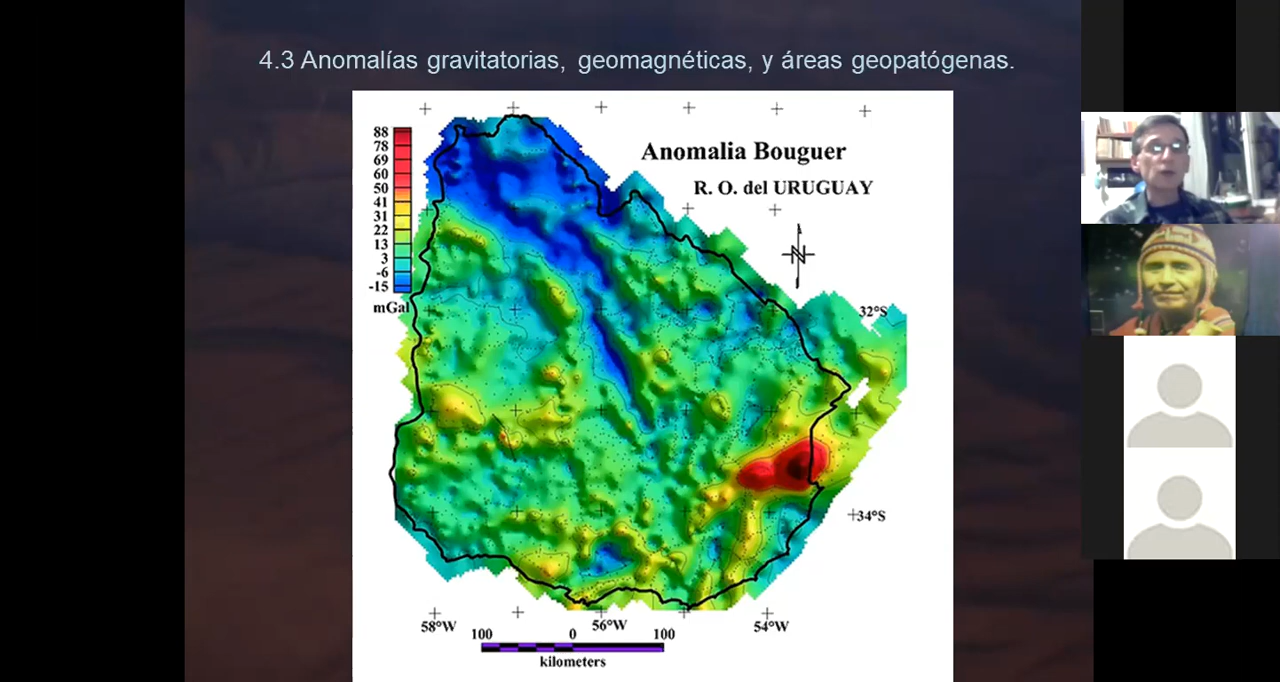 4.3 Anomalías gravitatorias, geomagnéticas, y áreas geopatógenas.
Anomalia Bouguer
R. O. del URUGUAY
88
78
69
60
50
41
31
22
13
3
-6
-15
mGal
N
32°S
34°S
58°W
56°W
54°W
100 0 100
kilometers